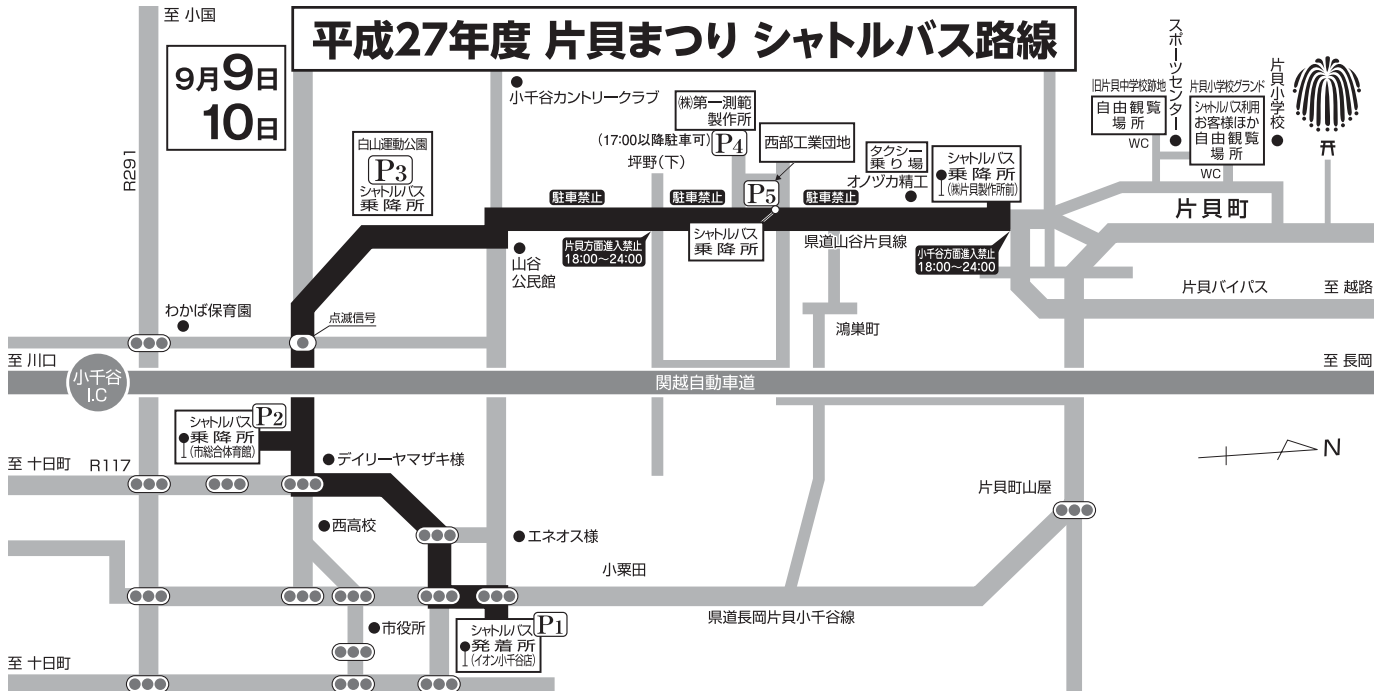 至 小国
平成27年度 片貝まつり シャトルバス路線
9月9日
10日
R291
小千谷カントリークラブ
㈱第一測範
製作所
(17:00以降駐車可)
P4
坪野(下)
西部工業団地
P5
タクシー
乗り場
オノヅカ精工
シャトルバス
乗降所
(㈱片貝製作所前)
旧片貝中学校跡地
自由観覧
場所
WC
スポーツセンター
片貝小学校グランド
シャトルバス利用
お客様ほか
自由観覧
場所
WC
片貝小学校
片貝町
白山運動公園
P3
シャトルバス
乗降所
駐車禁止
駐車禁止
駐車禁止
片貝方面進入禁止
18:00～24:00
シャトルバス
乗降所
県道山谷片貝線
小千谷方面進入禁止
18:00～24:00
山谷
公民館
わかば保育園
点滅信号
鴻巣町
片貝バイパス
至 越路
至 川口
小千谷
I.C
関越自動車道
至 長岡
シャトルバス
P2
乗降所
(市総合体育館)
至 十日町
R117
デイリーヤマザキ様
N
片貝町山屋
西高校
エネオス様
小粟田
県道長岡片貝小千谷線
市役所
シャトルバス
P1
発着所
(イオン小千谷店)
至 十日町